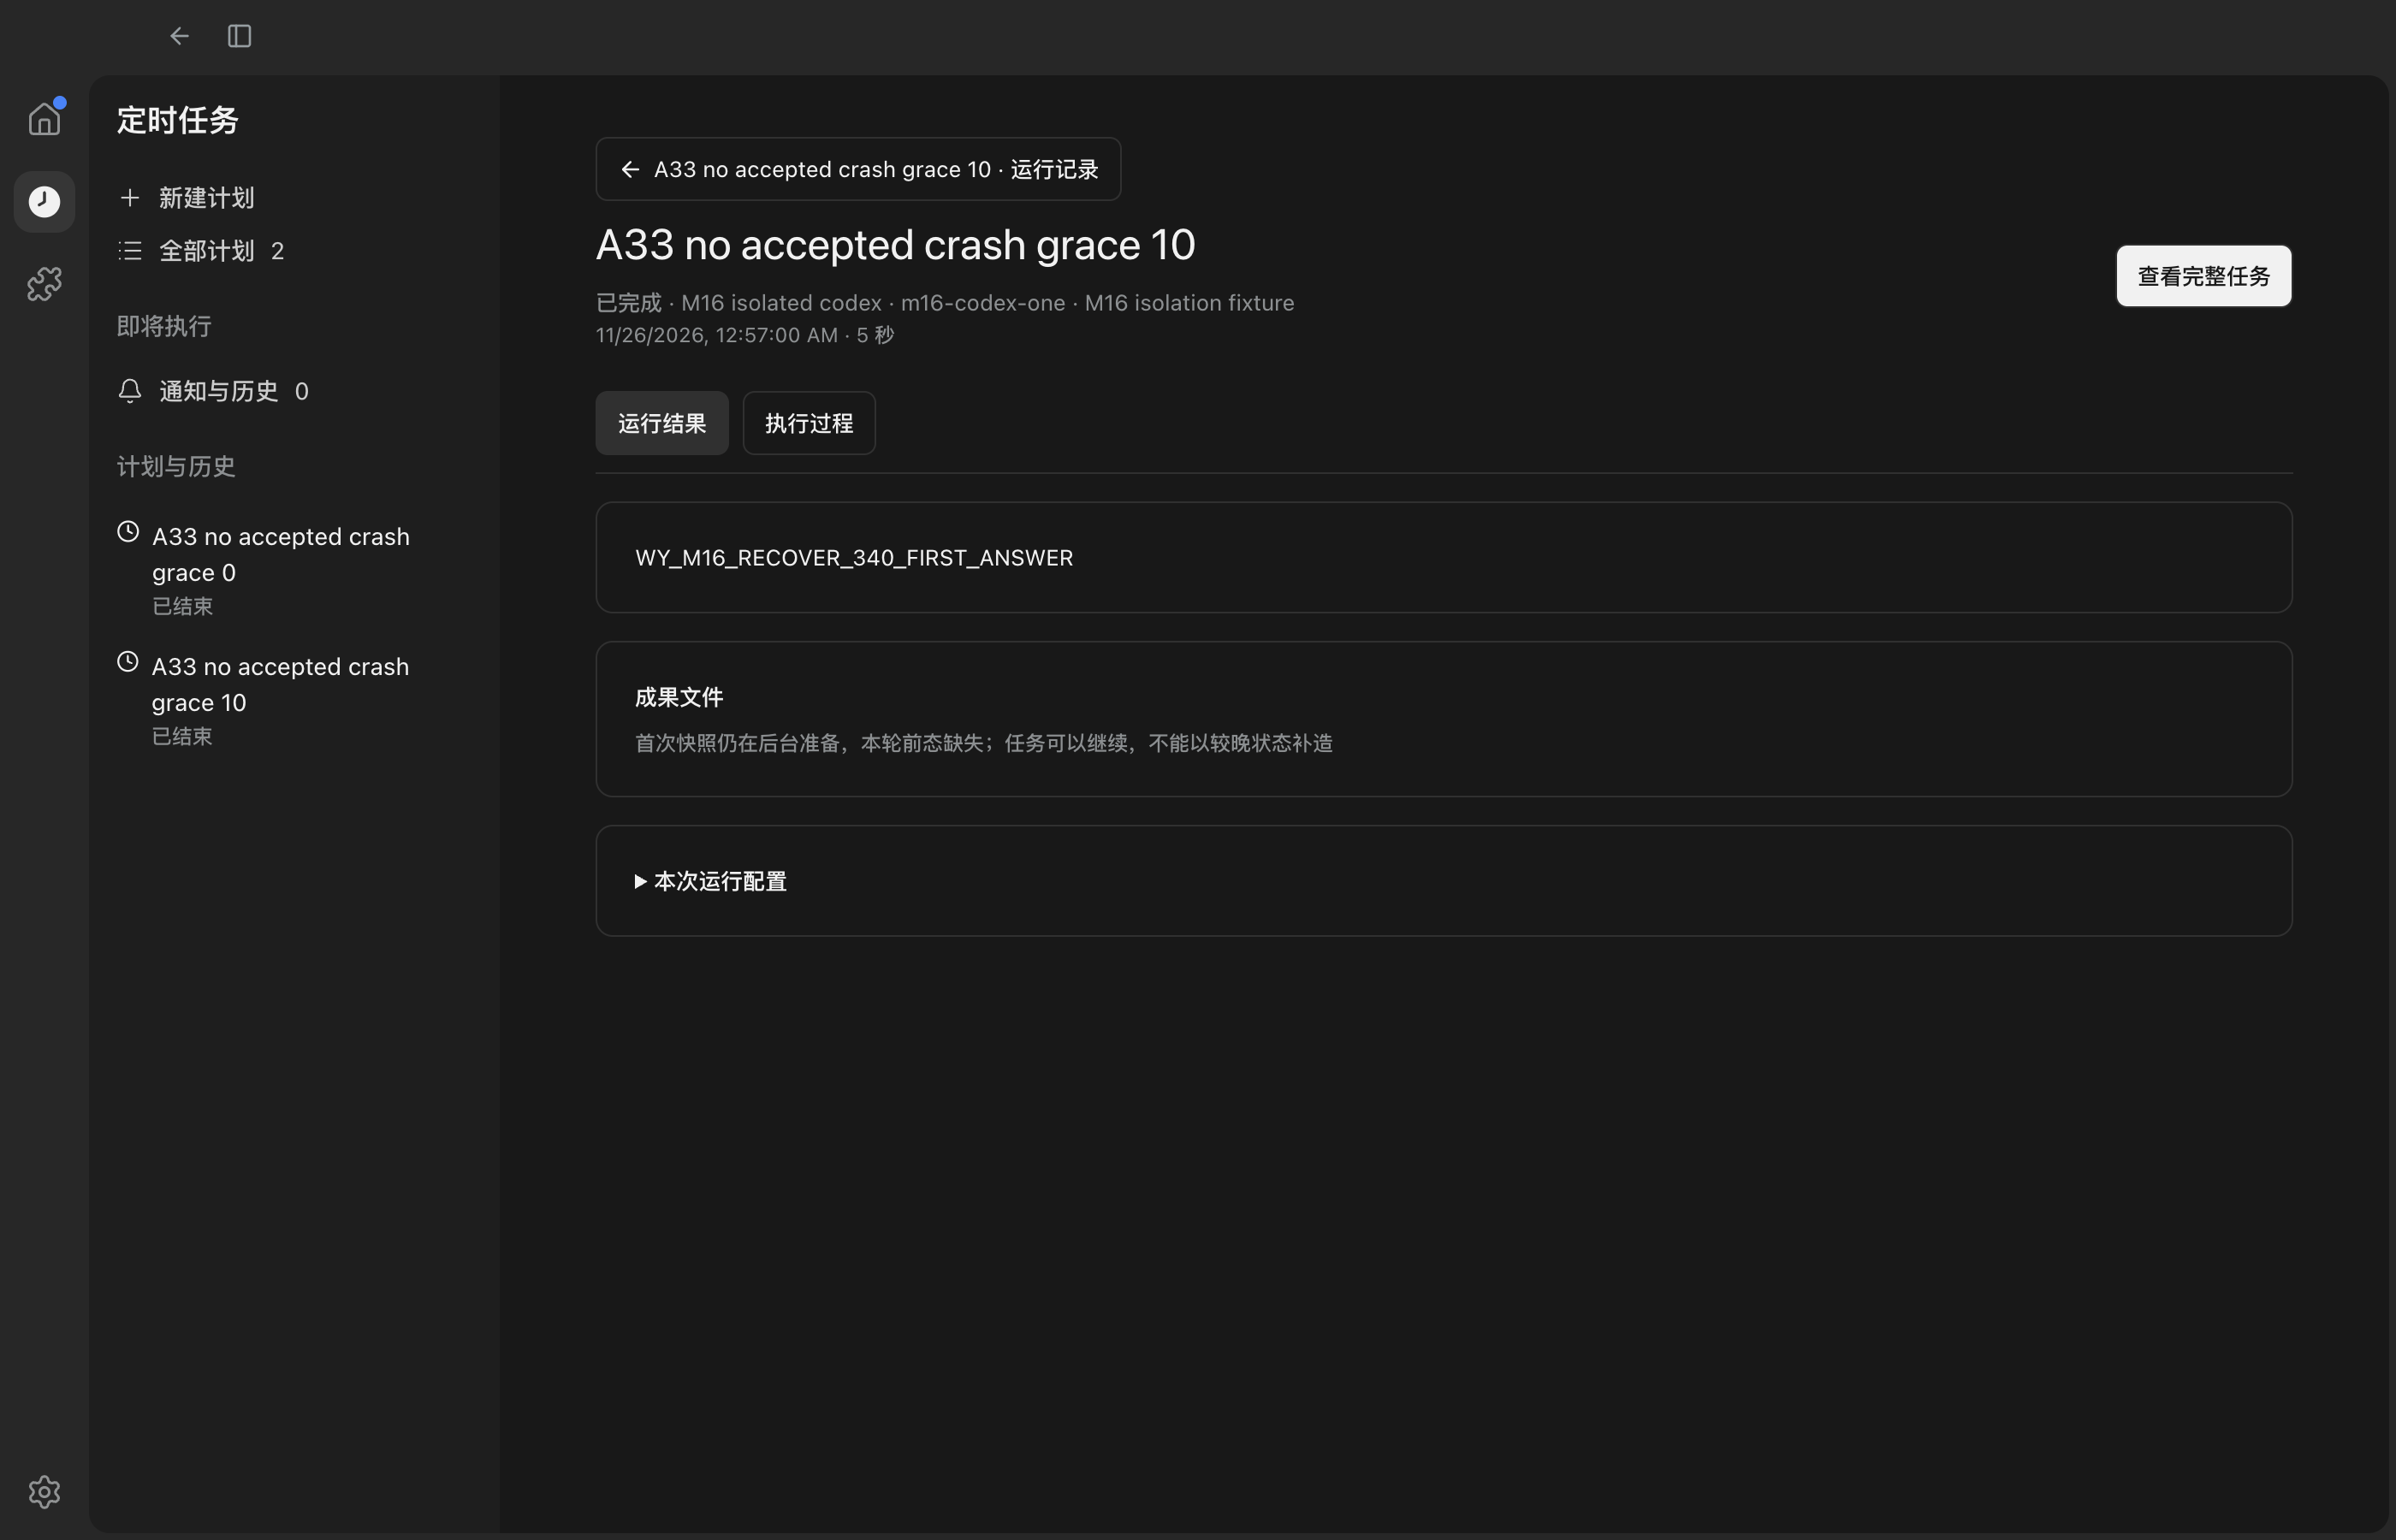 定时任务
新建计划
全部计划 2
即将执行
通知与历史 0
计划与历史
A33 no accepted crash
grace 0
已结束
A33 no accepted crash
grace 10
已结束
A33 no accepted crash grace 10 · 运行记录
A33 no accepted crash grace 10
已完成 · M16 isolated codex · m16-codex-one · M16 isolation fixture
11/26/2026, 12:57:00 AM · 5 秒
查看完整任务
运行结果
执行过程
WY_M16_RECOVER_340_FIRST_ANSWER
成果文件
首次快照仍在后台准备，本轮前态缺失；任务可以继续，不能以较晚状态补造
本次运行配置